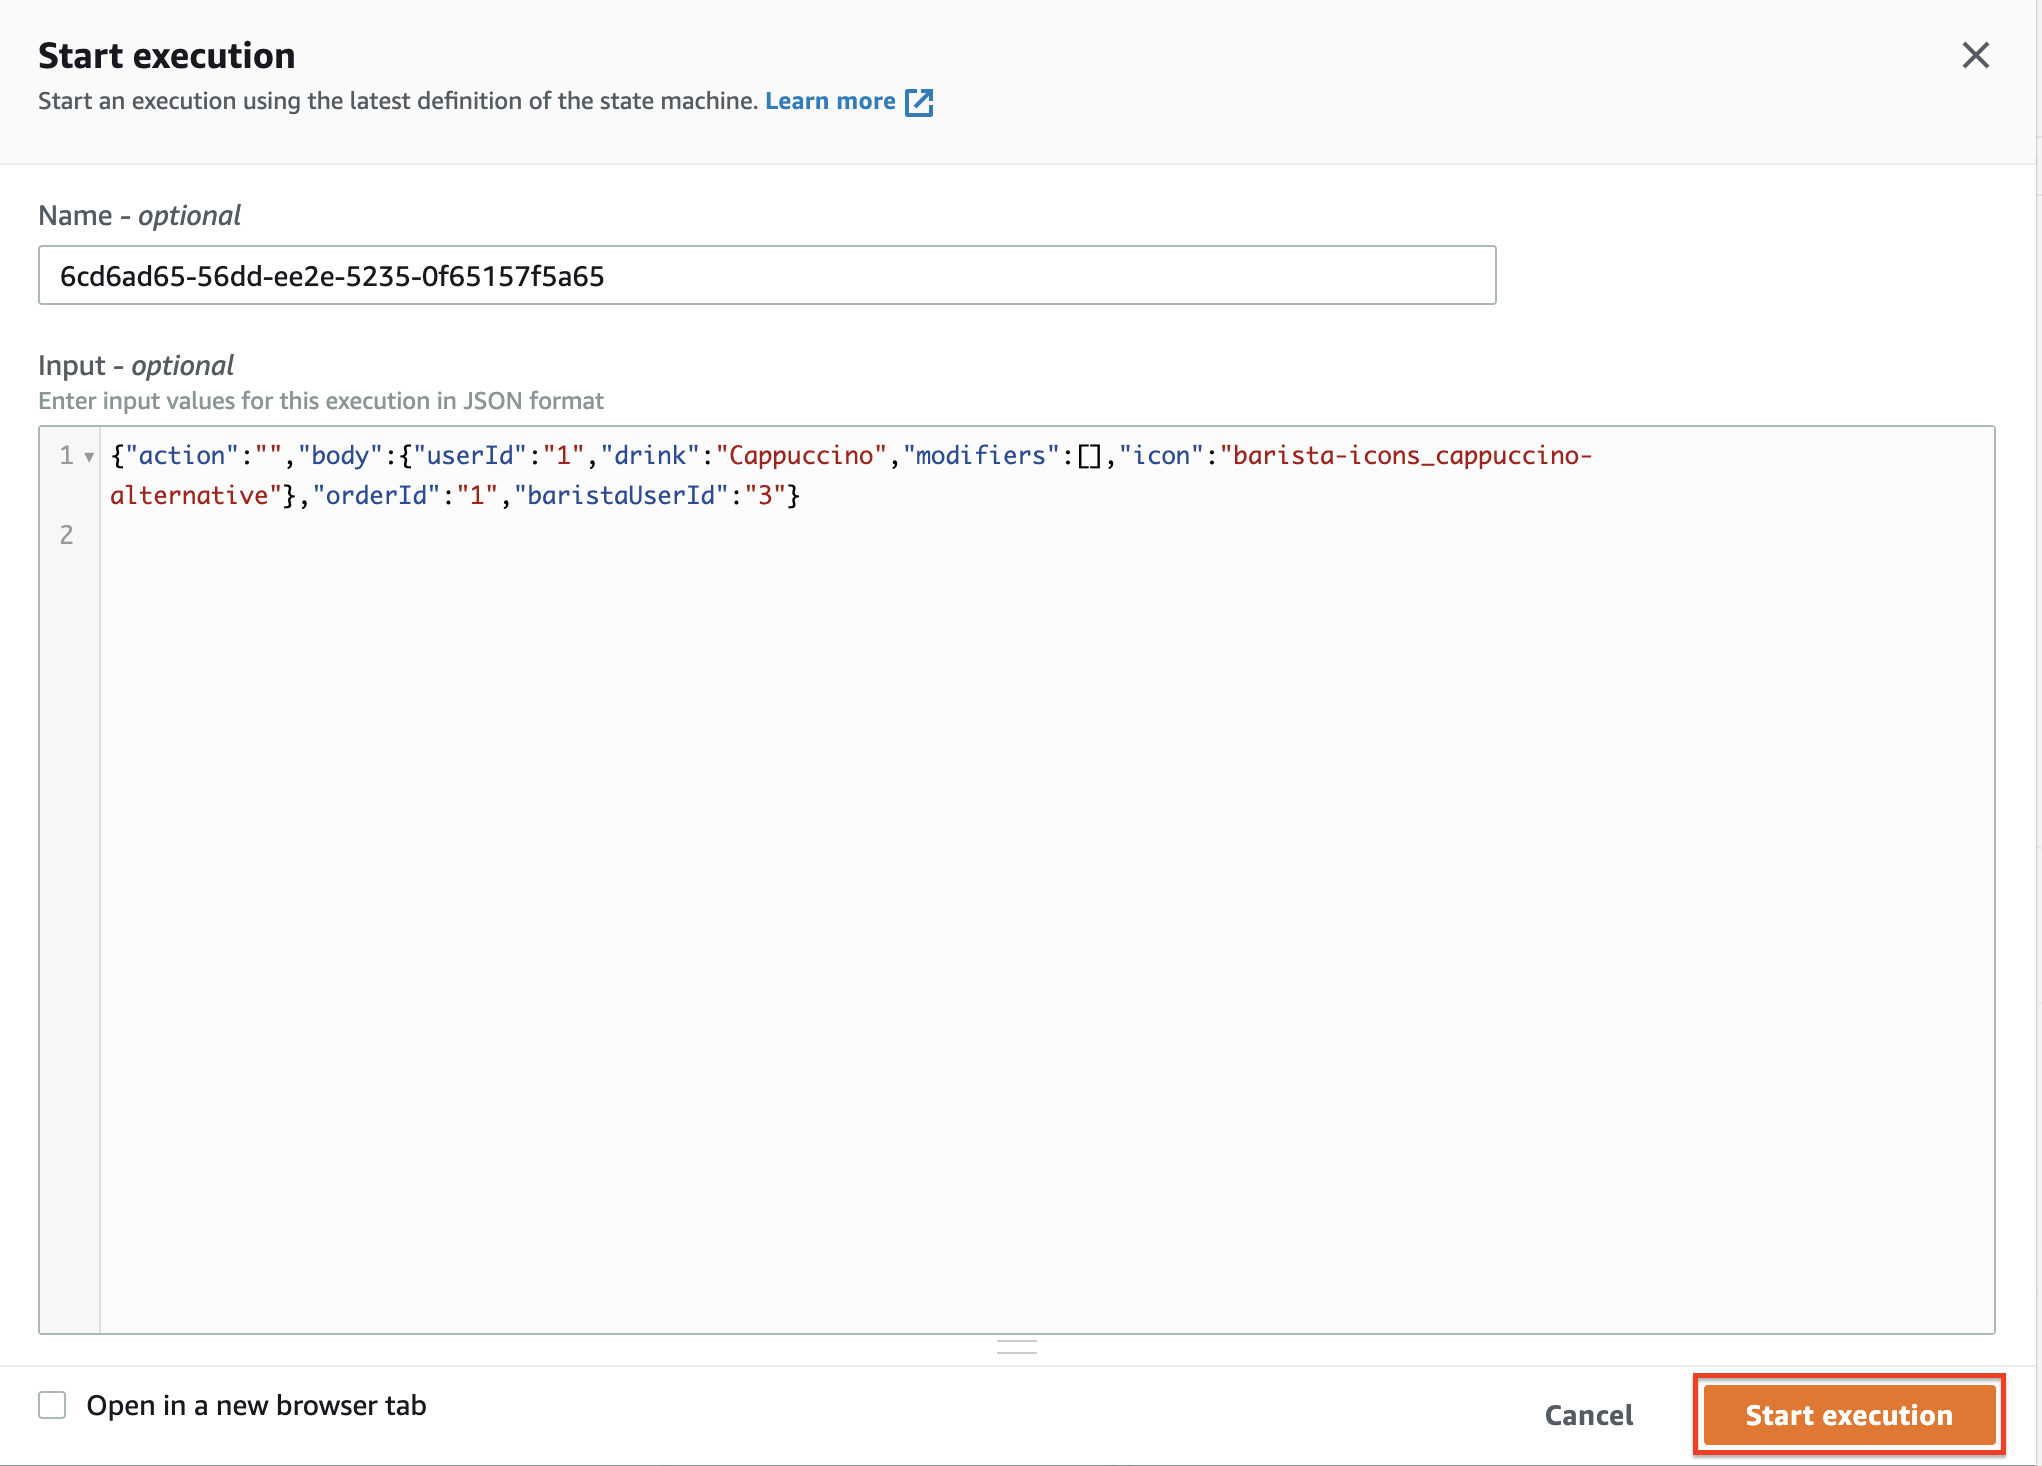 Start execution
Start an execution using the latest definition of the state machine. Learn more
Name - optional
6cd6ad65-56dd-ee2e-5235-0f65157f5a65
Input - optional
Enter input values for this execution in JSON format
1 {"action":"","body":{"userId":"1","drink":"Cappuccino","modifiers":[],"icon":"barista-icons_cappuccino-
alternative"},"orderId":"1","baristaUserId":"3"}
2
Open in a new browser tab
Cancel
Start execution